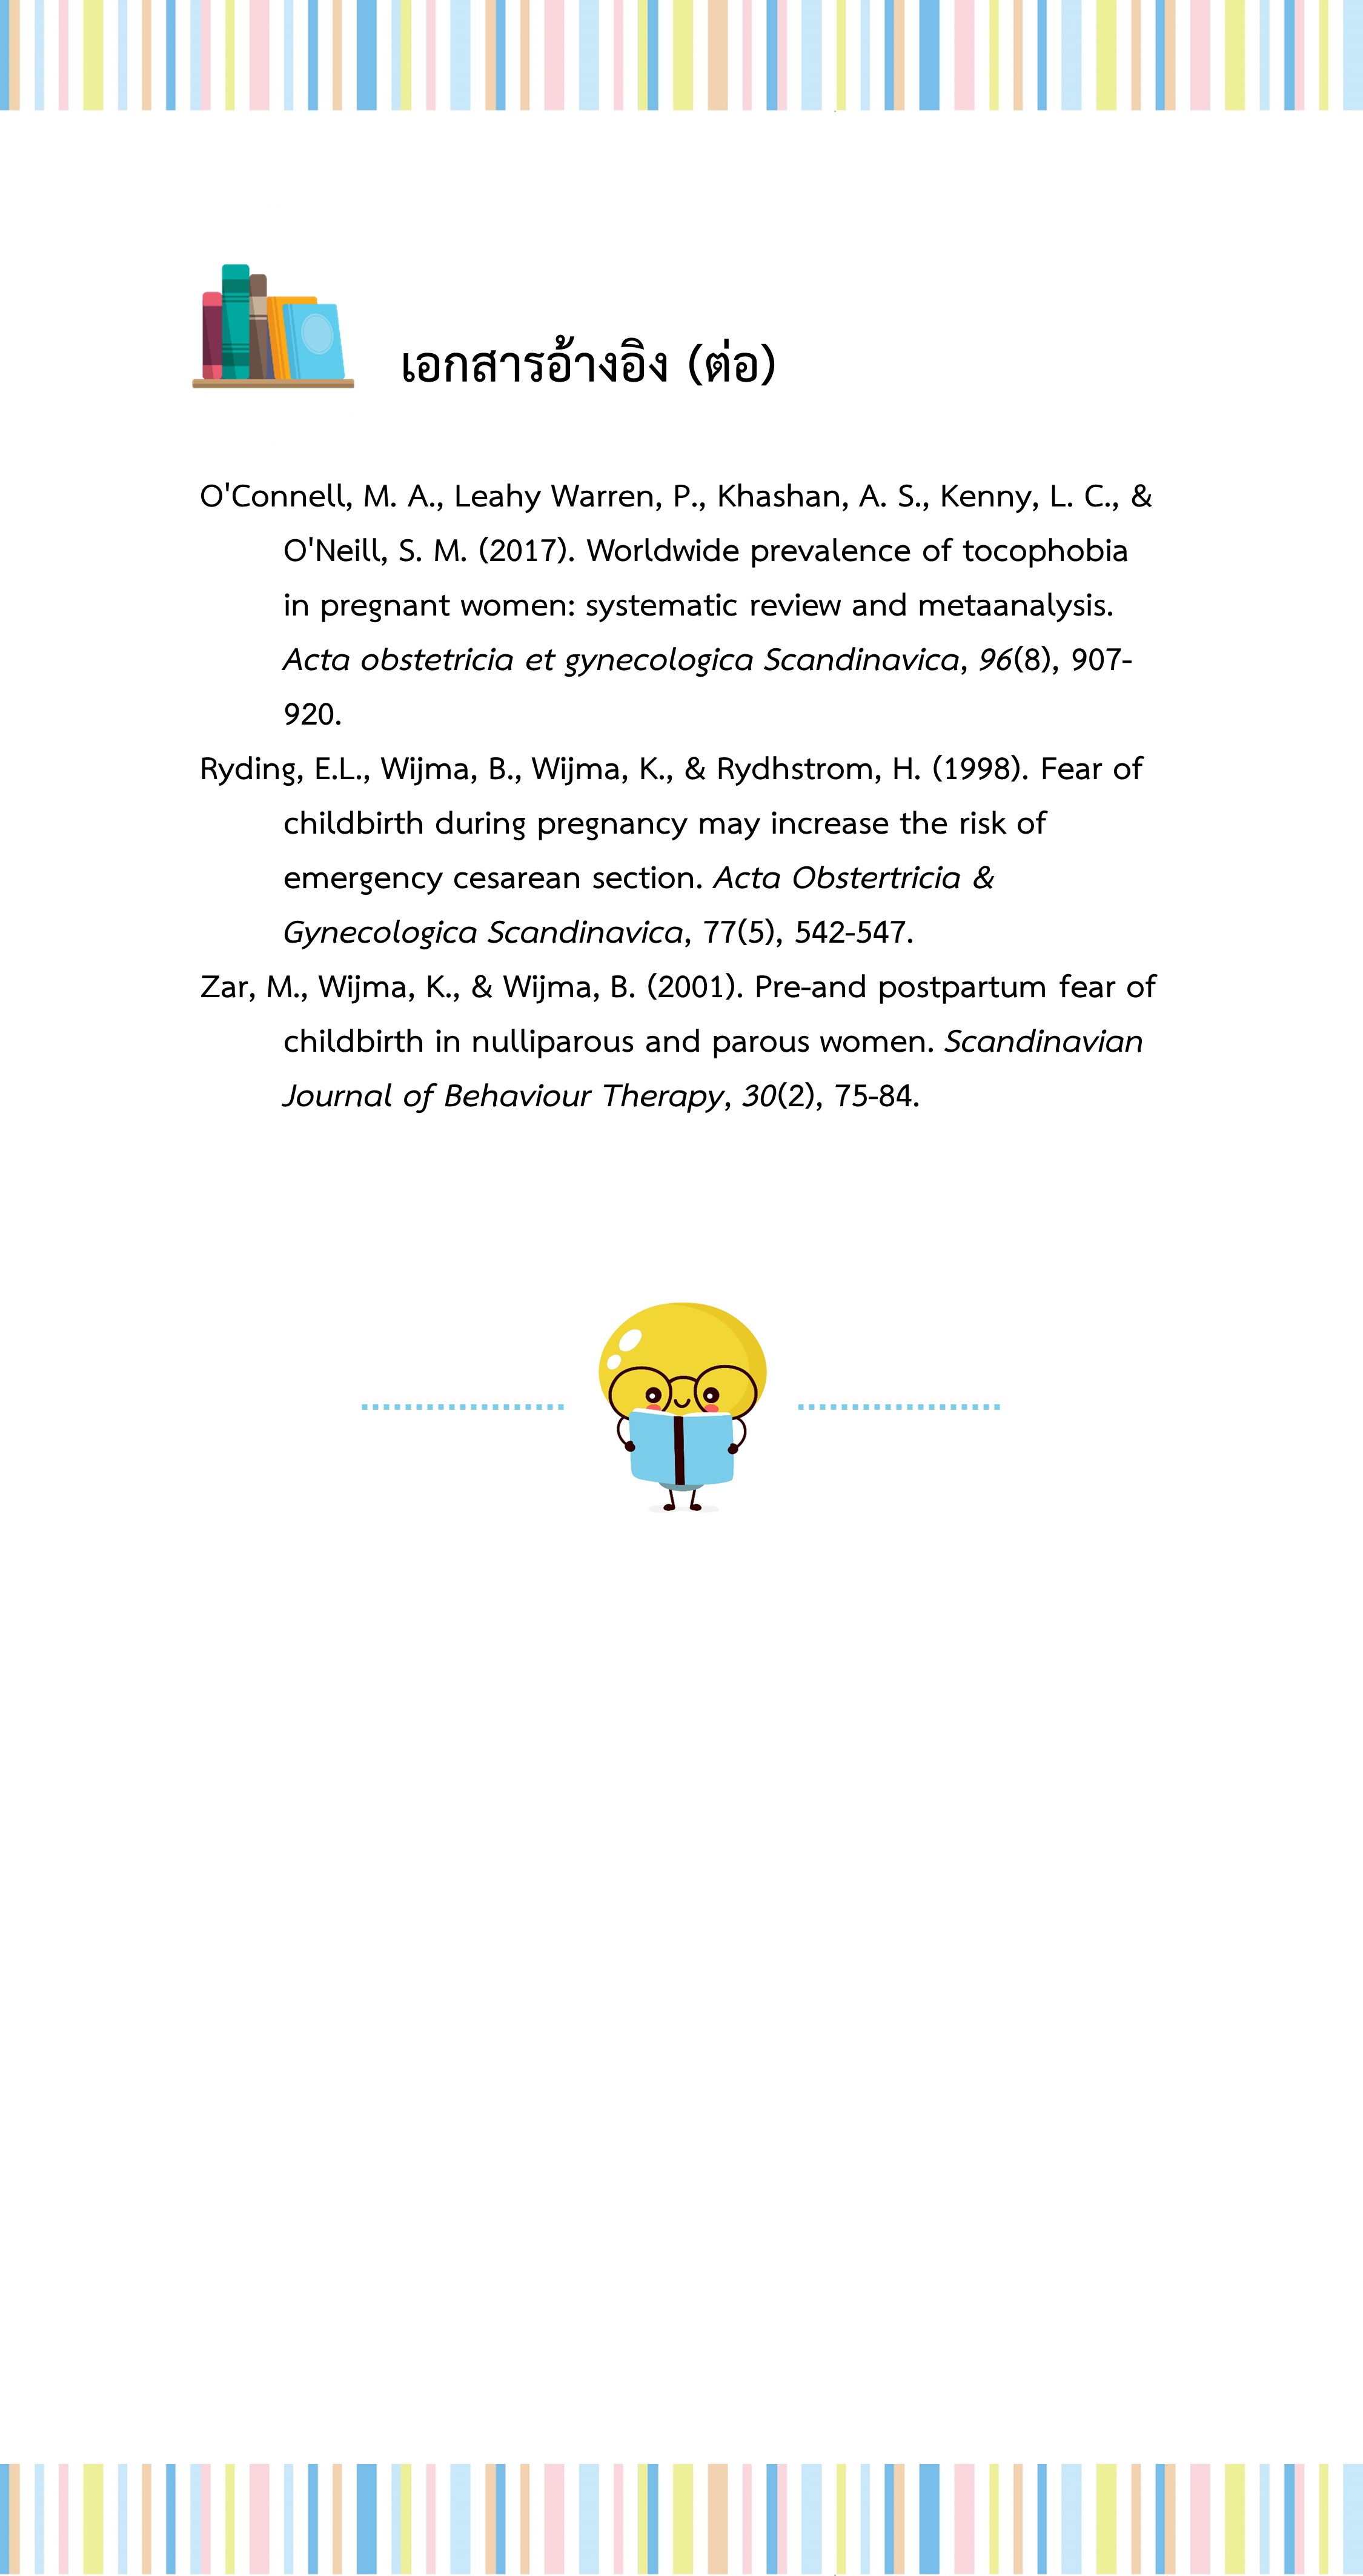 เอกสารอ้างอิง (ต่อ)
O'Connell, M. A., Leahy Warren, P., Khashan, A. S., Kenny, L. C., &
O'Neill, S. M. (2017). Worldwide prevalence of tocophobia
in pregnant women: systematic review and metaanalysis.
Acta obstetricia et gynecologica Scandinavica, 96(8), 907-
920.
Ryding, E.L., Wijma, B., Wijma, K., & Rydhstrom, H. (1998). Fear of
childbirth during pregnancy may increase the risk of
emergency cesarean section. Acta Obstertricia &
Gynecologica Scandinavica, 77(5), 542-547.
Zar, M., Wijma, K., & Wijma, B. (2001). Pre-and postpartum fear of
childbirth in nulliparous and parous women. Scandinavian
Journal of Behaviour Therapy, 30(2), 75-84.